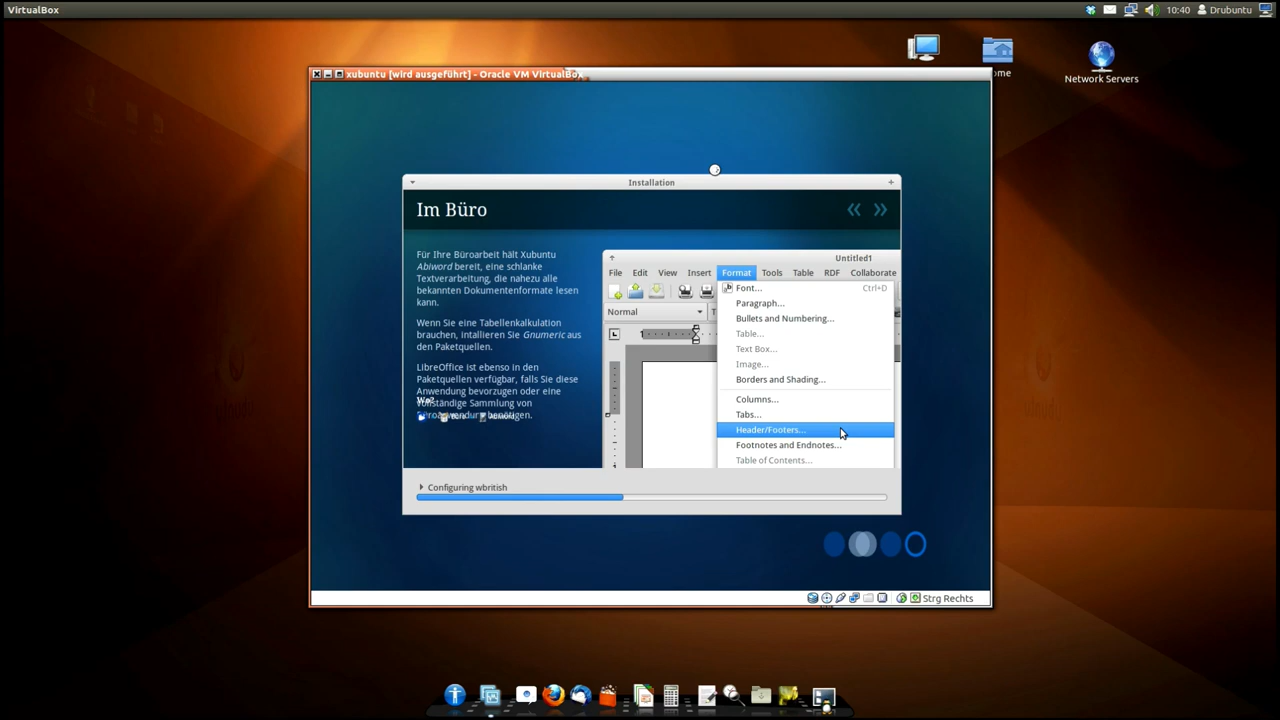 VirtualBox
10:40
Drubuntu
ome
Network Servers
xubuntu [wird ausgeführt] - Oracle VM VirtualBox
Installation
Im Büro
Für Ihre Büroarbeit hält Xubuntu
Abiword bereit, eine schlanke
Textverarbeitung, die nahezu alle
bekannten Dokumentenformate lesen
kann.
Wenn Sie eine Tabellenkalkulation
brauchen, intallieren Sie Gnumeric aus
den Paketquellen.
LibreOffice ist ebenso in den
Paketquellen verfügbar, falls Sie diese
Anwendung bevorzugen oder eine
vollständige Sammlung von
benötigen.
Wo?
Untitled1
File Edit View Insert Format Tools Table RDF Collaborate
Normal
Font... Ctrl+D
Paragraph...
Bullets and Numbering...
Table...
Text Box...
Image...
Borders and Shading...
Columns...
Tabs...
Header/Footers...
Footnotes and Endnotes...
Table of Contents...
1
Configuring wbritish
Strg Rechts